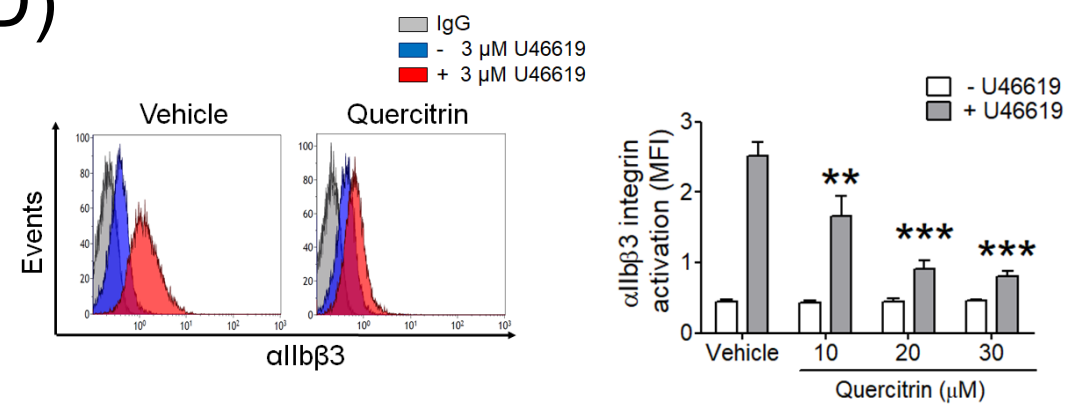 D)
IgG
- 3 µM U46619
+ 3 µM U46619
Vehicle
Quercitrin
Events
100
80
60
40
20
0
10⁰
10¹
10²
10³
100
80
60
40
20
0
10⁰
10¹
10²
10³
αIIbβ3
- U46619
+ U46619
αIIbβ3 integrin
activation (MFI)
3
2
1
0
**
***
***
Vehicle
10
20
30
Quercitrin (µM)